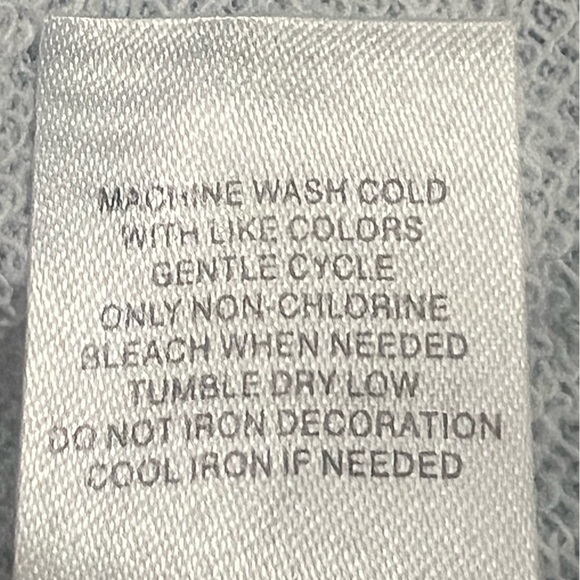 MACHINE WASH COLD
WITH LIKE COLORS
GENTLE CYCLE
ONLY NON-CHLORINE
BLEACH WHEN NEEDED
TUMBLE DRY LOW
DO NOT IRON DECORATION
COOL IRON IF NEEDED